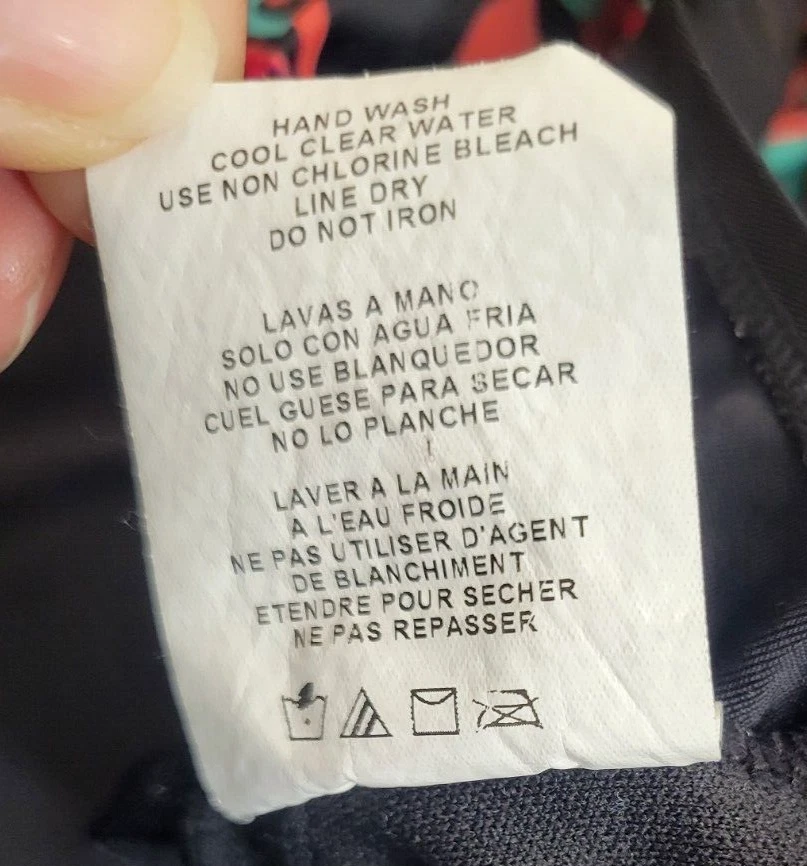 HAND WASH
COOL CLEAR WATER
USE NON CHLORINE BLEACH
LINE DRY
DO NOT IRON
LAVAS A MANO
SOLO CON AGUA FRIA
NO USE BLANQUEDOR
CUEL GUESE PARA SECAR
NO LO PLANCHE
LAVER A LA MAIN
A L'EAU FROIDE
NE PAS UTILISER D'AGENT
DE BLANCHIMENT
ETENDRE POUR SECHER
NE PAS REPASSER